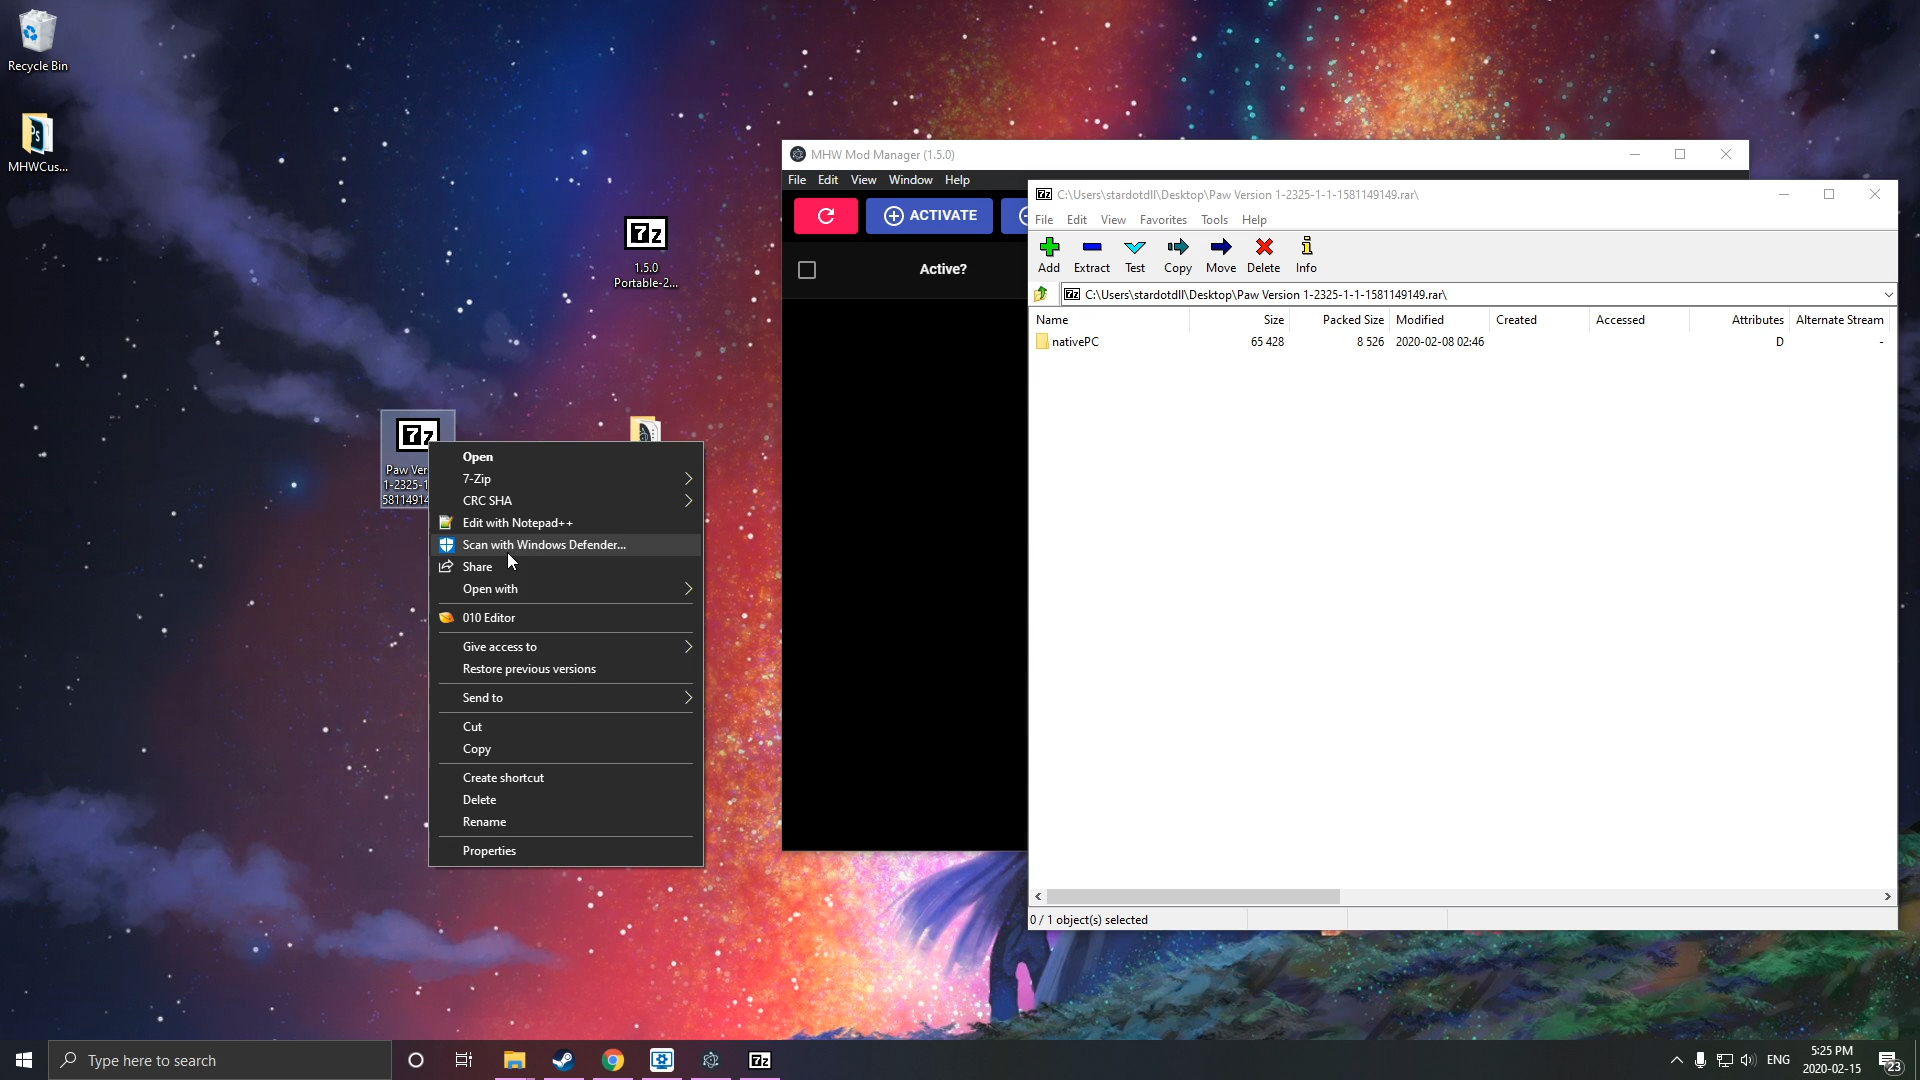 Recycle Bin
MHWCus...
1.5.0
Portable-2...
Paw Ver
1-2325-1
58114914
Open
7-Zip
CRC SHA
Edit with Notepad++
Scan with Windows Defender...
Share
Open with
010 Editor
Give access to
Restore previous versions
Send to
Cut
Copy
Create shortcut
Delete
Rename
Properties
MHW Mod Manager (1.5.0)
File Edit View Window Help
ACTIVATE
Active?
C:\Users\stardotdll\Desktop\Paw Version 1-2325-1-1-1581149149.rar\
File Edit View Favorites Tools Help
Add Extract Test Copy Move Delete Info
C:\Users\stardotdll\Desktop\Paw Version 1-2325-1-1-1581149149.rar\
Name Size Packed Size Modified Created Accessed Attributes Alternate Stream
nativePC 65 428 8 526 2020-02-08 02:46 D -
0 / 1 object(s) selected
Type here to search
ENG
5:25 PM
2020-02-15
23